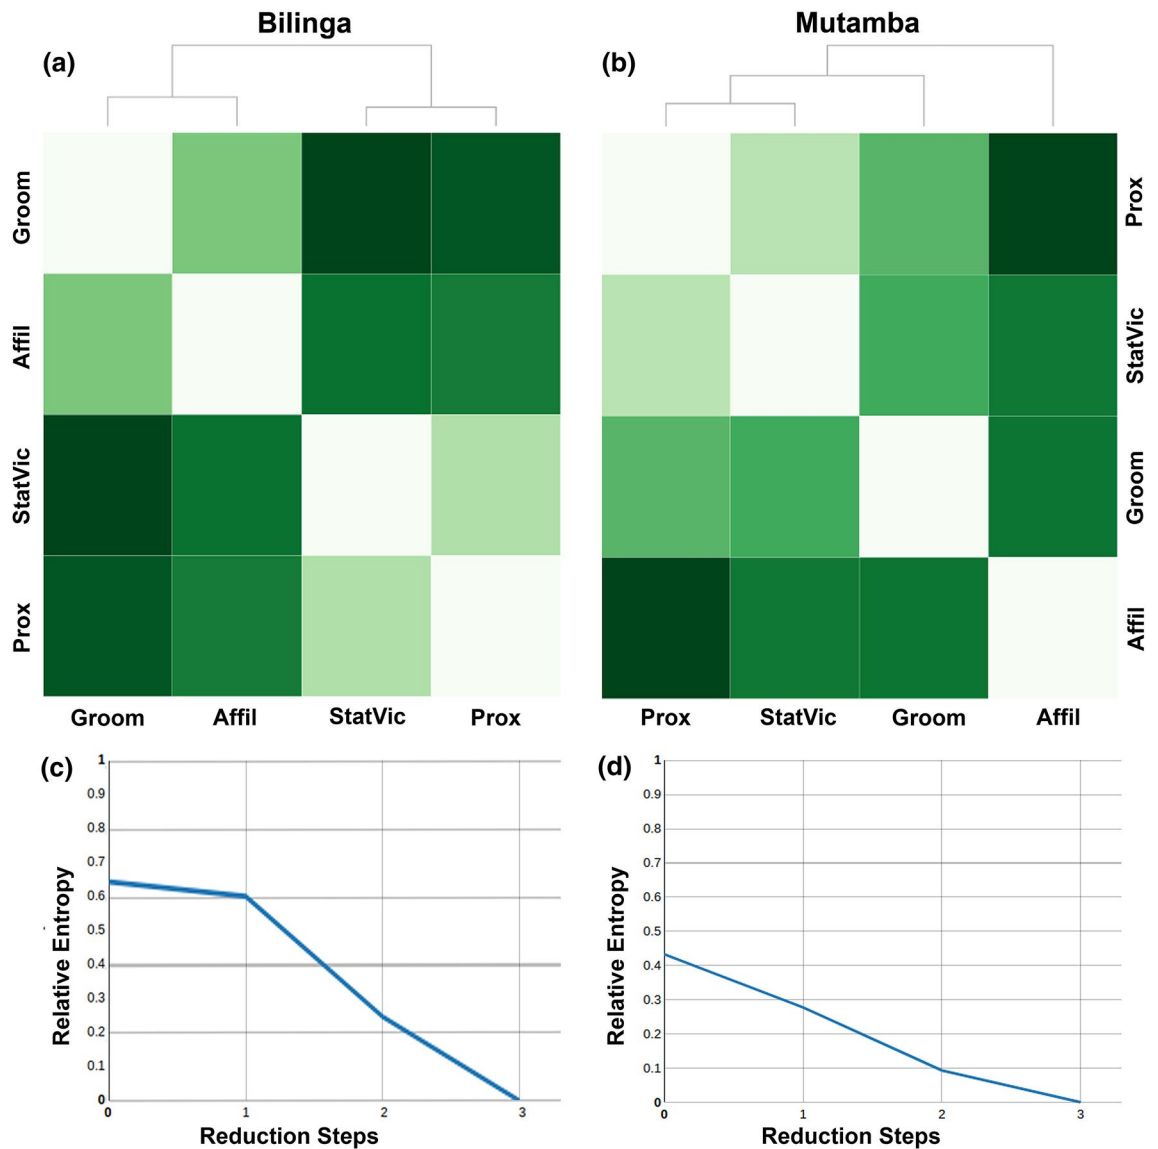 Bilinga
Mutamba
(a)
(b)
Groom
Affil
StatVic
Prox
Prox
StatVic
Groom
Affil
Groom Affil StatVic Prox
Prox StatVic Groom Affil
(c)
1
0.9
0.8
0.7
0.6
0.5
0.4
0.3
0.2
0.1
0
Relative Entropy
0 1 2 3
Reduction Steps
(d)
1
0.9
0.8
0.7
0.6
0.5
0.4
0.3
0.2
0.1
0
Relative Entropy
0 1 2 3
Reduction Steps